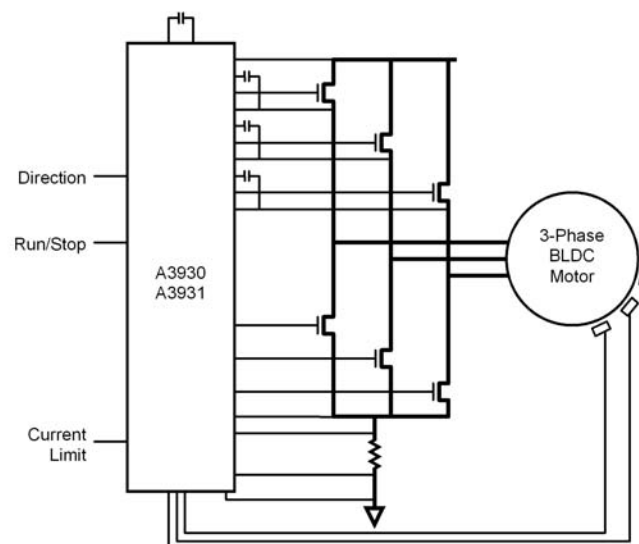 Direction
Run/Stop
A3930
A3931
Current
Limit
3-Phase
BLDC
Motor